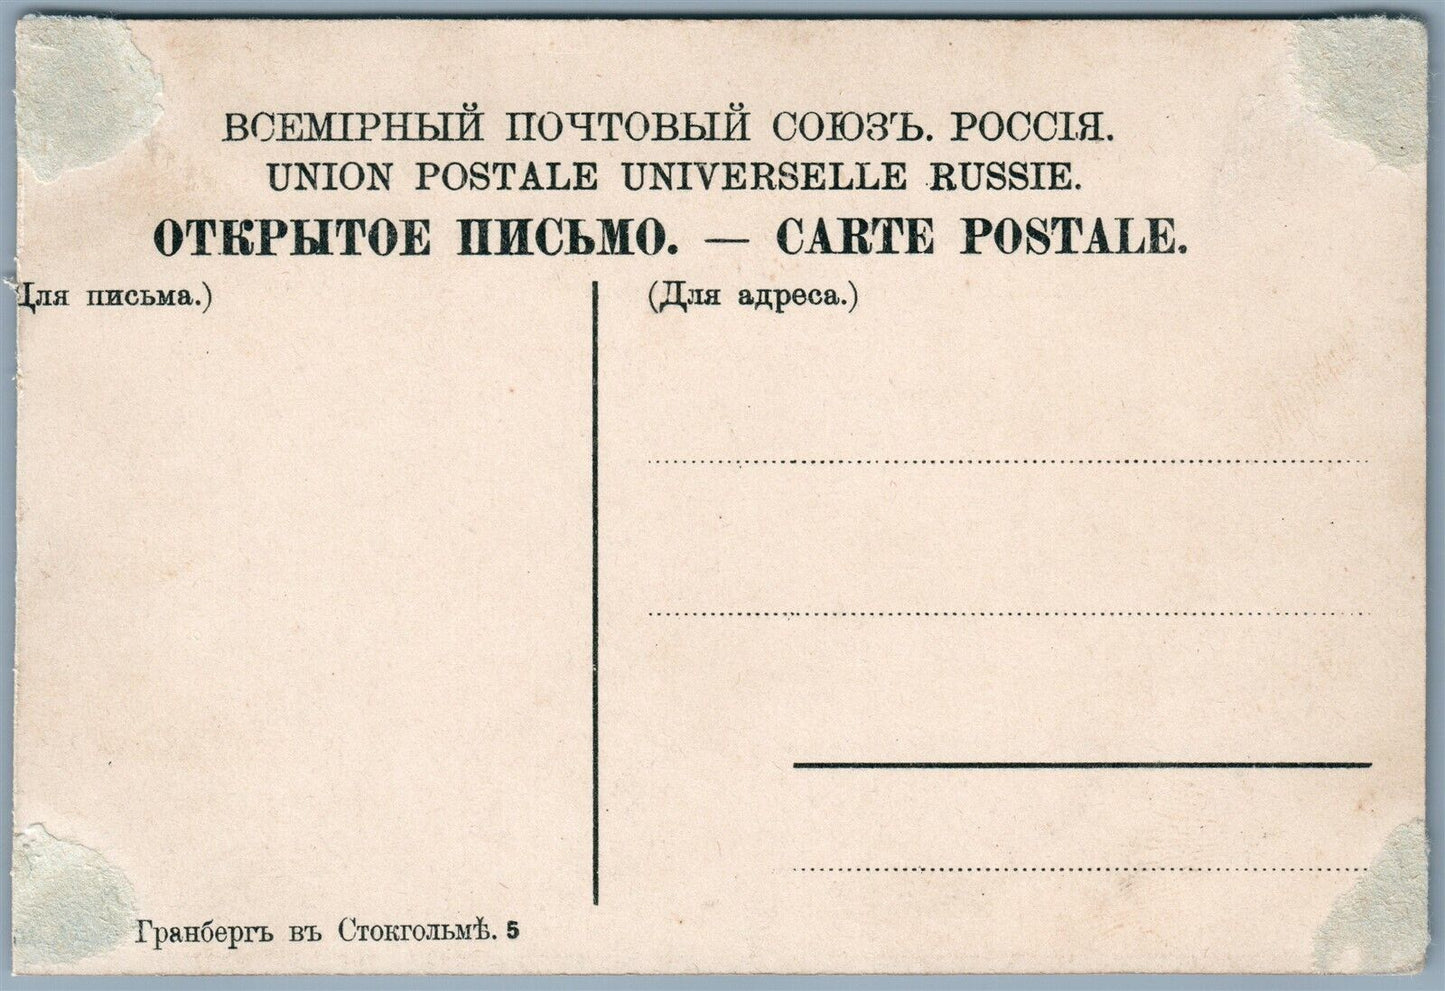 ВСЕМІРНЫЙ ПОЧТОВЫЙ СОЮЗЪ. РОССІЯ.
UNION POSTALE UNIVERSELLE RUSSIE.
ОТКРЫТОЕ ПИСЬМО. — CARTE POSTALE.
Для письма.)
(Для адреса.)
Гранбергъ въ Стокгольмѣ. 5